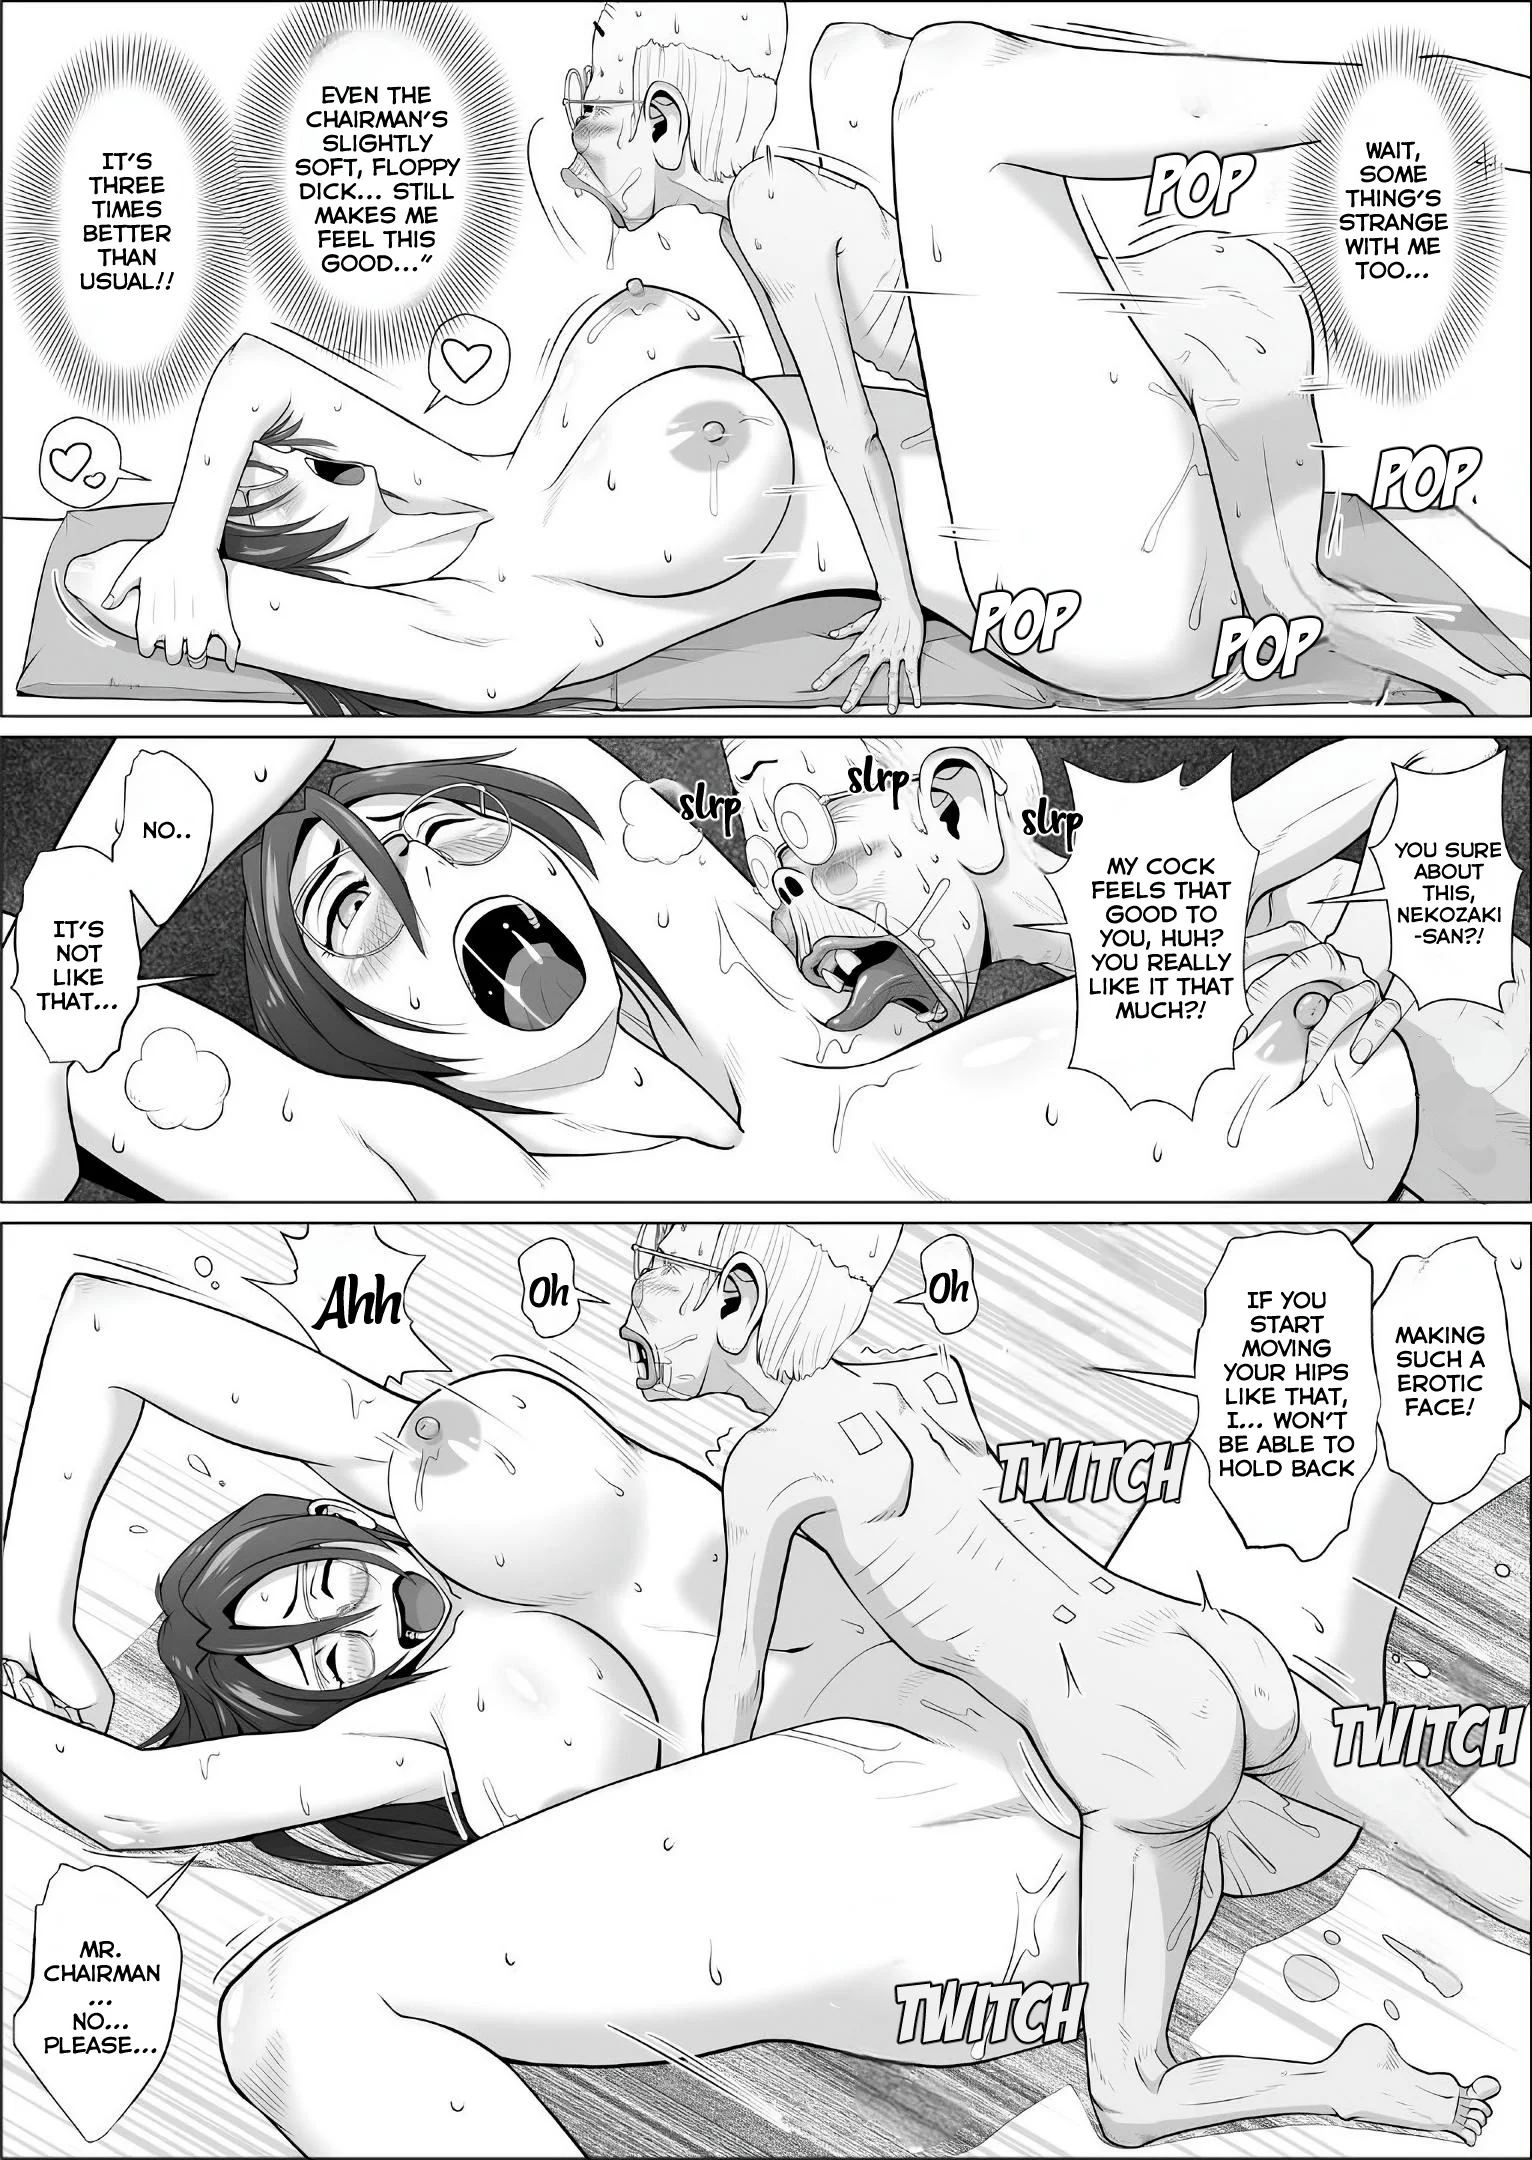 WAIT,
SOME
THING'S
STRANGE
WITH ME
TOO...
POP
POP
POP
POP
EVEN THE
CHAIRMAN'S
SLIGHTLY
SOFT, FLOPPY
DICK... STILL
MAKES ME
FEEL THIS
GOOD..."
IT'S
THREE
TIMES
BETTER
THAN
USUAL!!
YOU SURE
ABOUT
THIS,
NEKOZAKI
-SAN?!
MY COCK
FEELS THAT
GOOD TO
YOU, HUH?
YOU REALLY
LIKE IT THAT
MUCH?!
slrp
slrp
slrp
NO..
IT'S
NOT
LIKE
THAT...
MAKING
SUCH A
EROTIC
FACE!
IF YOU
START
MOVING
YOUR HIPS
LIKE THAT,
I... WON'T
BE ABLE TO
HOLD BACK
Oh
Oh
Ahh
TWITCH
TWITCH
TWITCH
MR.
CHAIRMAN
...
NO...
PLEASE...